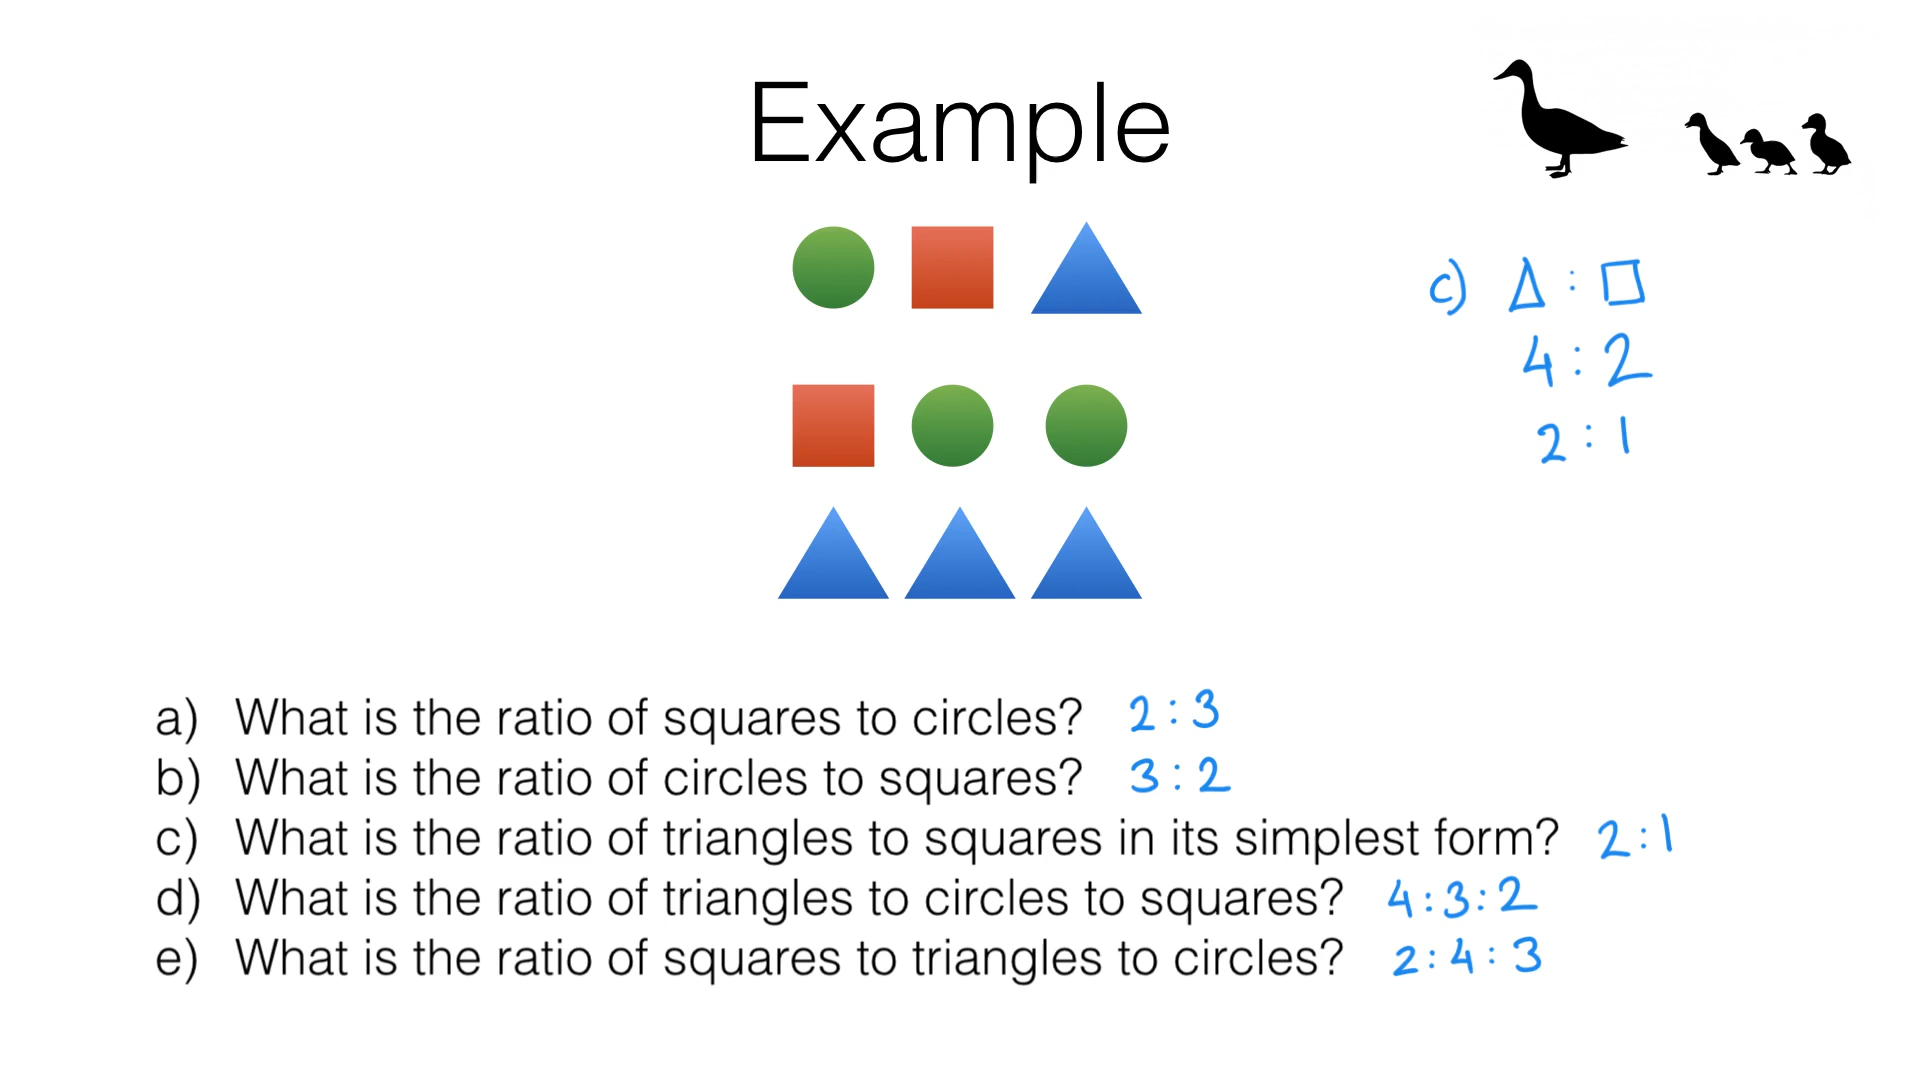 Example
c) Δ : □
4 : 2
2 : 1
a) What is the ratio of squares to circles? 2 : 3
b) What is the ratio of circles to squares? 3 : 2
c) What is the ratio of triangles to squares in its simplest form? 2 : 1
d) What is the ratio of triangles to circles to squares? 4 : 3 : 2
e) What is the ratio of squares to triangles to circles? 2 : 4 : 3